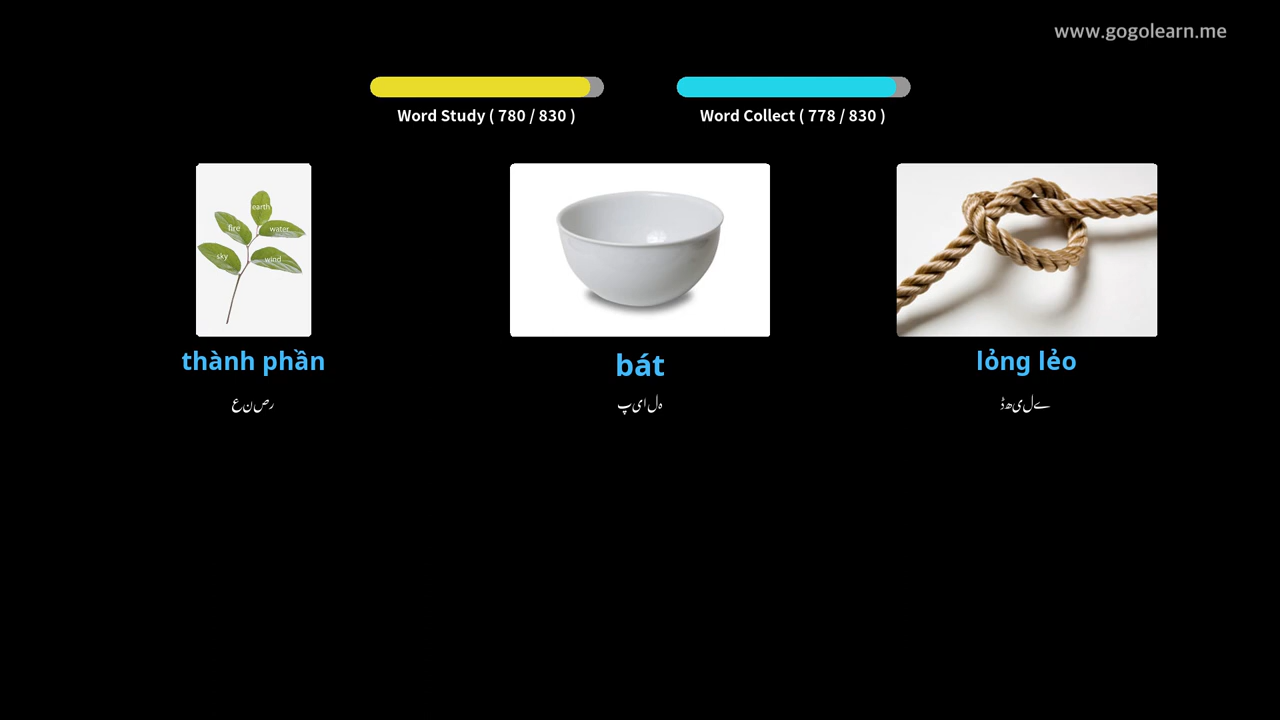 www.gogolearn.me
Word Study ( 780 / 830 )
Word Collect ( 778 / 830 )
earth
fire
water
sky
wind
thành phần
bát
lỏng lẻo
عنصر
پیالہ
ڈھیلے